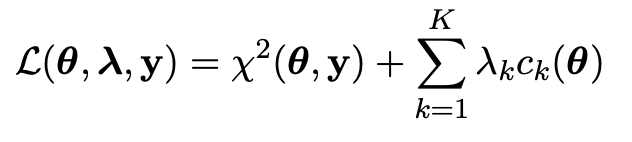 ℒ(𝛉, 𝛌, 𝐲) = χ²(𝛉, 𝐲) + ∑_{k=1}^{K} λ_k c_k(𝛉)